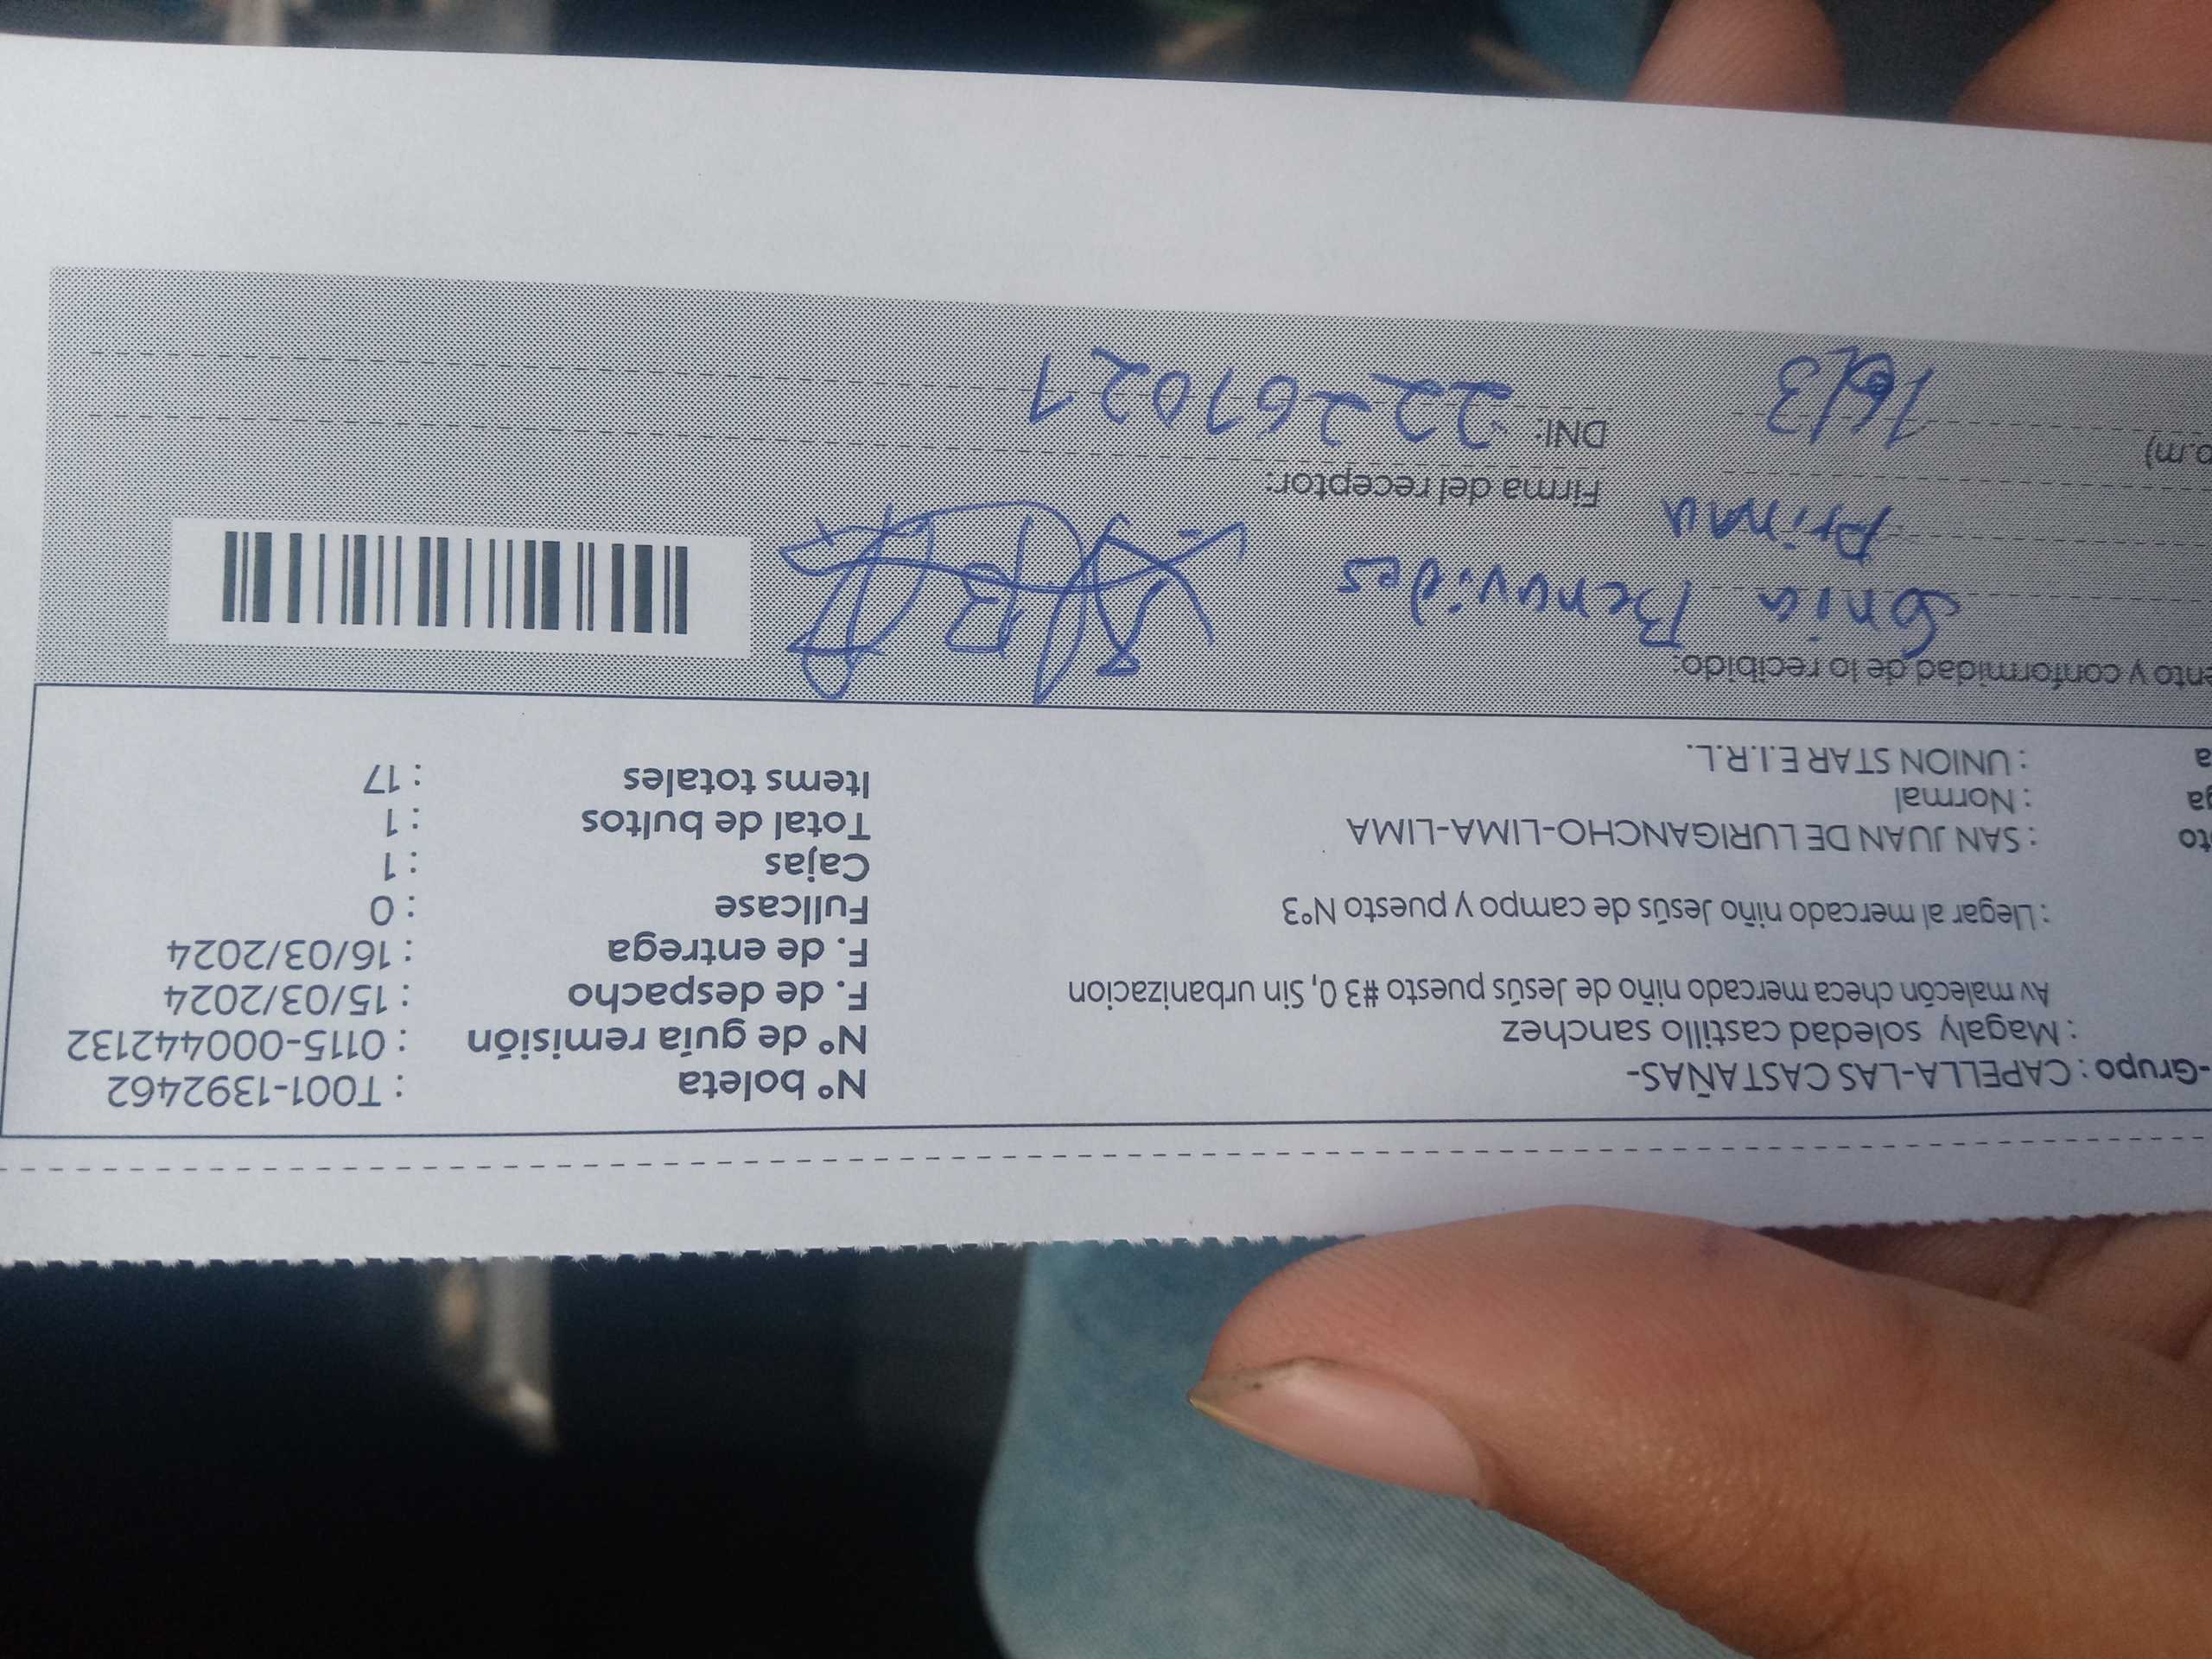 -Grupo : CAPELLA-LAS CASTAÑAS-
: Magaly soledad castillo sanchez
Av malecón checa mercado niño de Jesús puesto #3 0, Sin urbanizacion
: Llegar al mercado niño Jesús de campo y puesto N°3
: SAN JUAN DE LURIGANCHO-LIMA-LIMA
: Normal
: UNION STAR E.I.R.L.
N° boleta : T001-1392462
N° de guía remisión : 0115-000442132
F. de despacho : 15/03/2024
F. de entrega : 16/03/2024
Fullcase : 0
Cajas : 1
Total de bultos : 1
Items totales : 17
y conformidad de lo recibido:
Sonia Benavides
Prima
Firma del receptor:
16/3
DNI: 22267021
p.m)